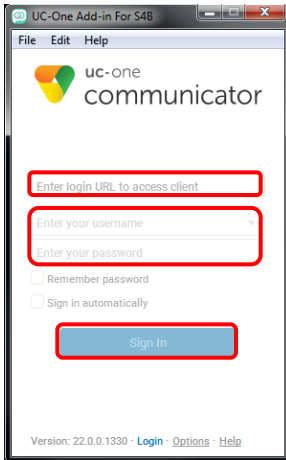 UC-One Add-in For S4B
File Edit Help
uc-one
communicator
Enter login URL to access client
Enter your username
Enter your password
Remember password
Sign in automatically
Sign In
Version: 22.0.0.1330 · Login · Options · Help